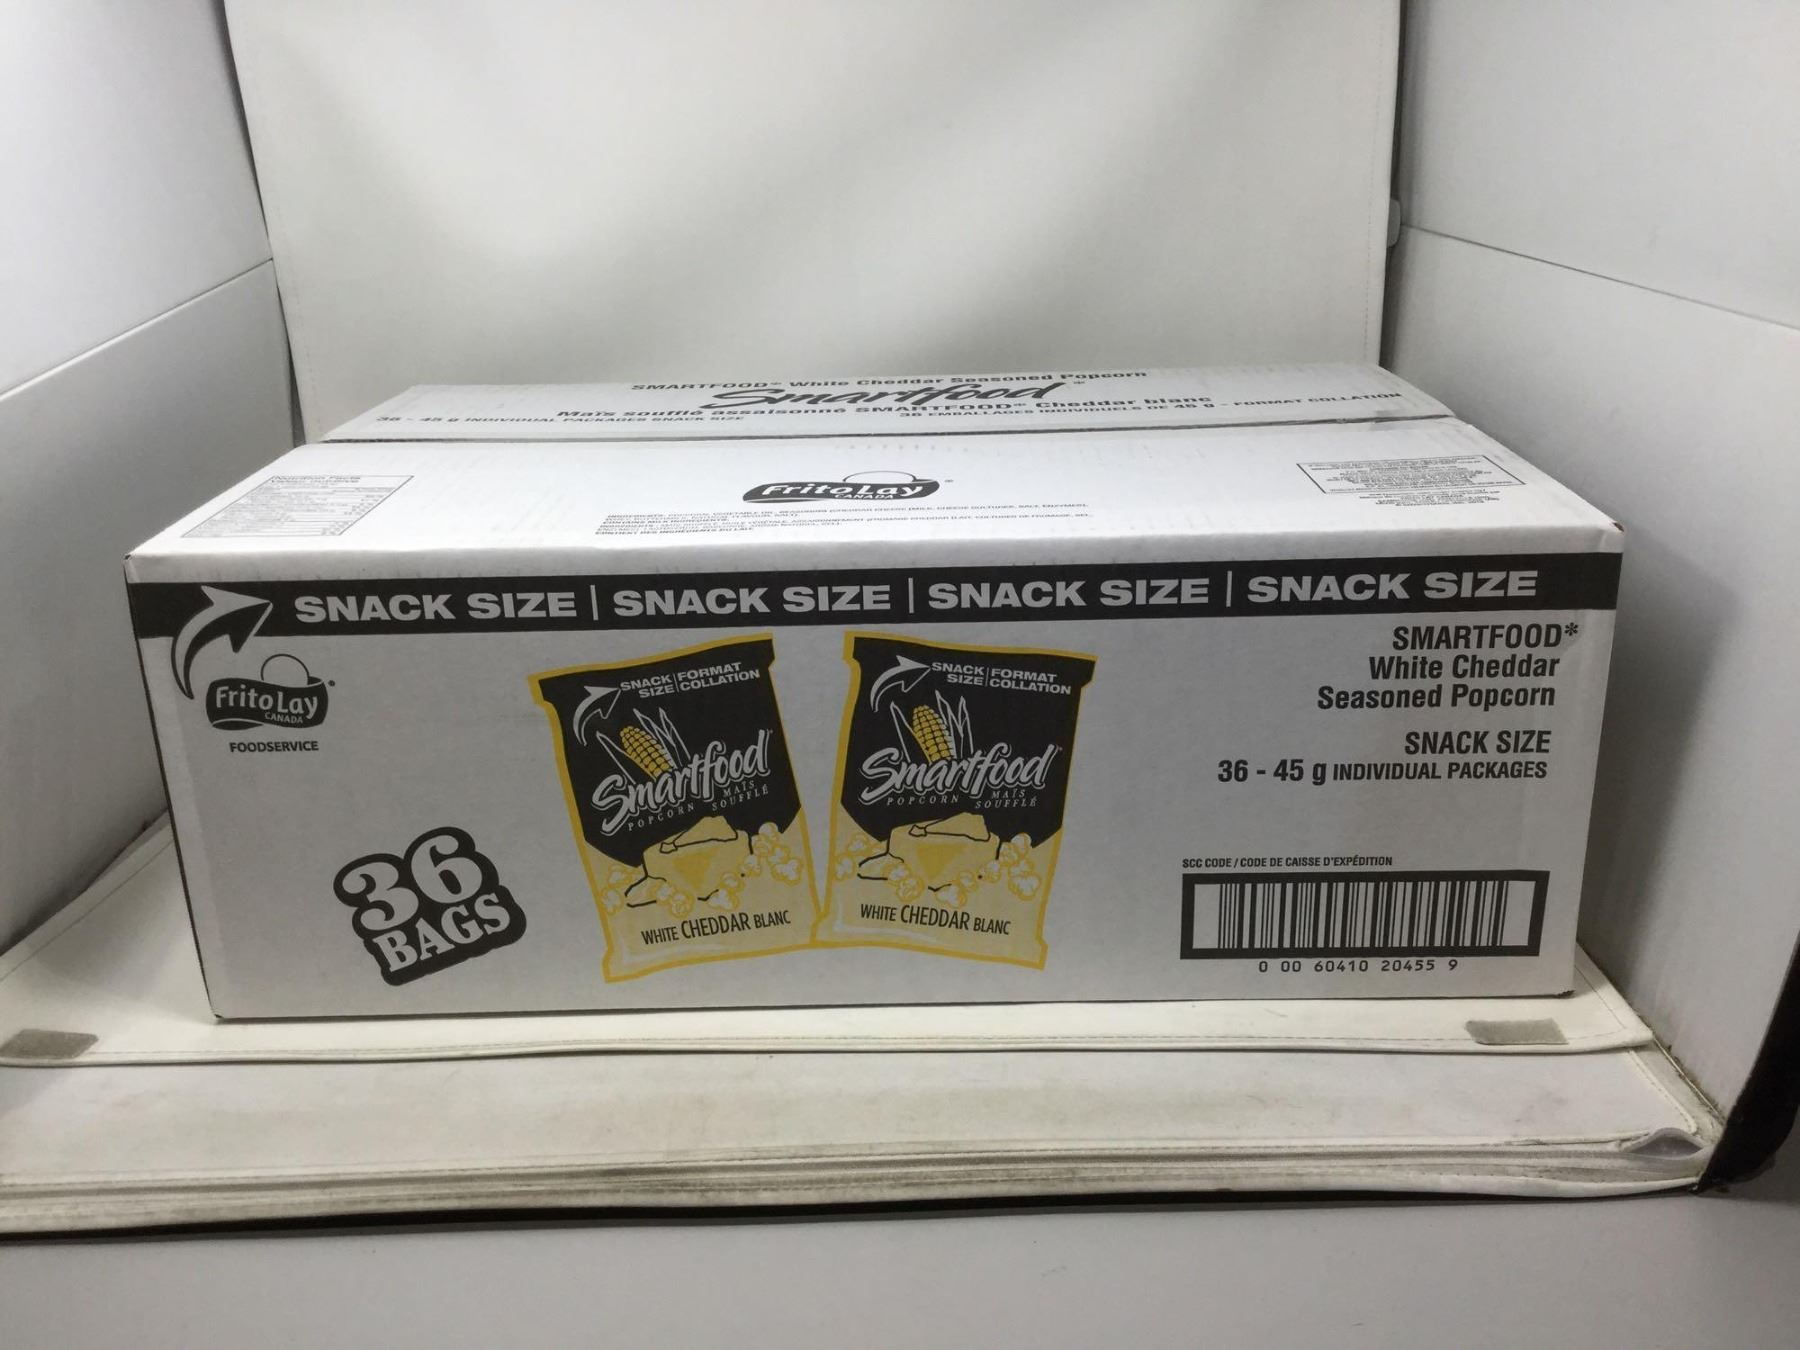 SMARTFOOD* White Cheddar Seasoned Popcorn
Smartfood*
Maïs soufflé assaisonné SMARTFOOD* Cheddar blanc
36 - 45 g INDIVIDUAL PACKAGES SNACK SIZE
36 EMBALLAGES INDIVIDUELS DE 45 g - FORMAT COLLATION
Nutrition Facts
FritoLay
CANADA
SNACK SIZE | SNACK SIZE | SNACK SIZE | SNACK SIZE
FritoLay
CANADA
FOODSERVICE
36
BAGS
SNACK SIZE FORMAT COLLATION
Smartfood
POPCORN MAÏS SOUFFLÉ
WHITE CHEDDAR BLANC
SNACK SIZE FORMAT COLLATION
Smartfood
POPCORN MAÏS SOUFFLÉ
WHITE CHEDDAR BLANC
SMARTFOOD*
White Cheddar
Seasoned Popcorn
SNACK SIZE
36 - 45 g INDIVIDUAL PACKAGES
SCC CODE / CODE DE CAISSE D'EXPÉDITION
0 00 60410 20455 9